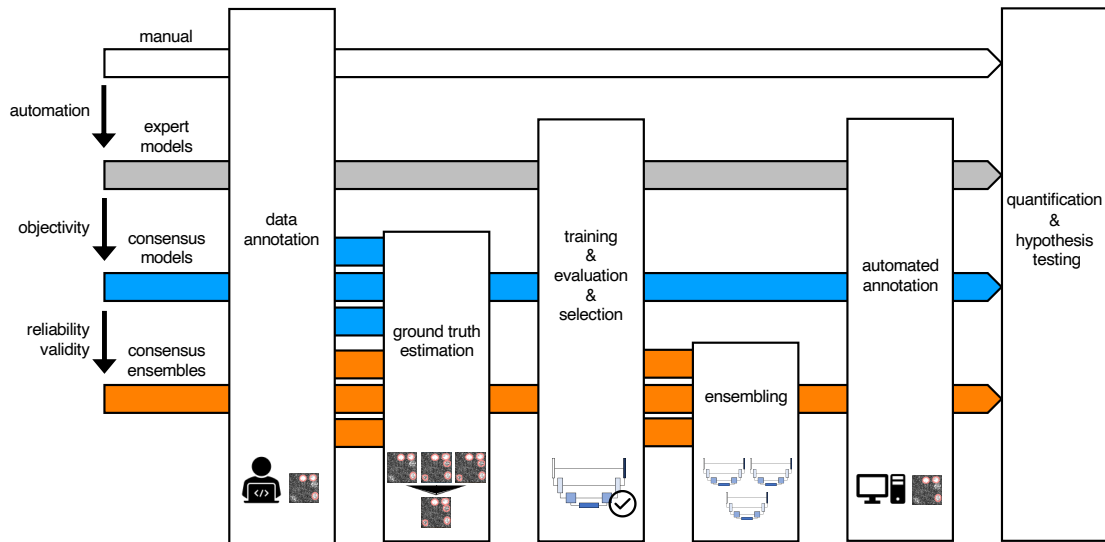 manual
automation
expert
models
objectivity
consensus
models
reliability
validity
consensus
ensembles
data
annotation
ground truth
estimation
training
&
evaluation
&
selection
ensembling
automated
annotation
quantification
&
hypothesis
testing